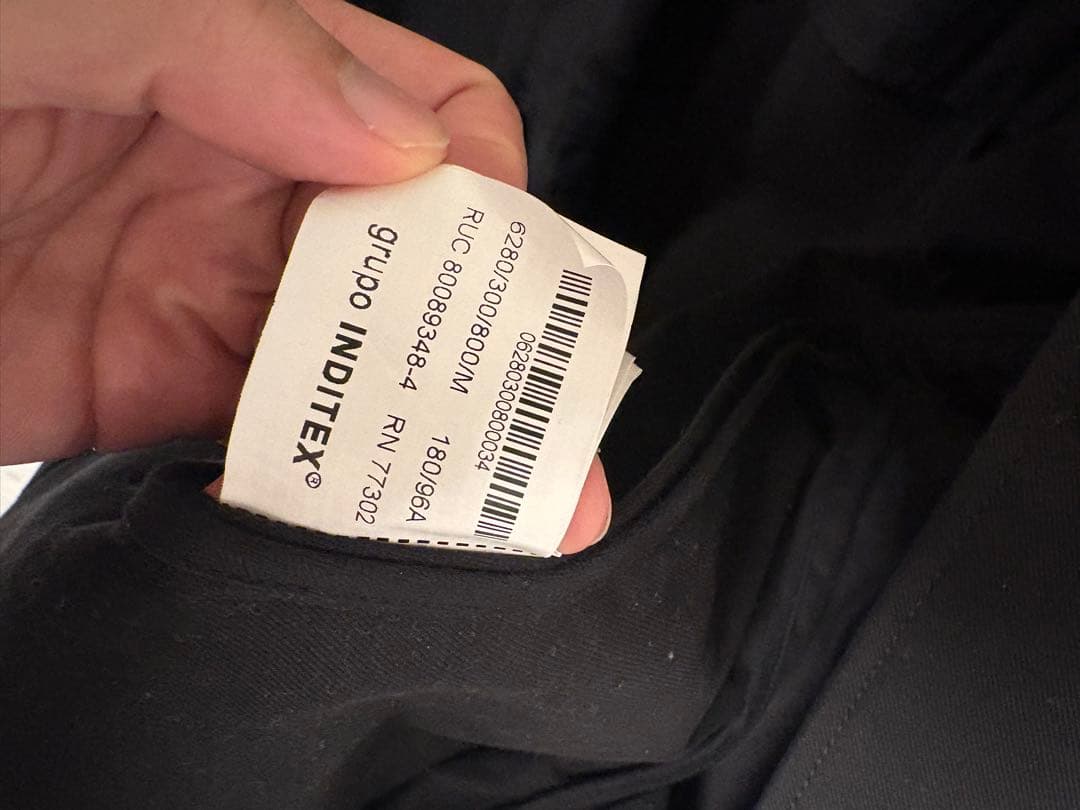 06280300800034
6280/300/800/M 180/96A
RUC 80089348-4 RN 77302
grupo INDITEX®